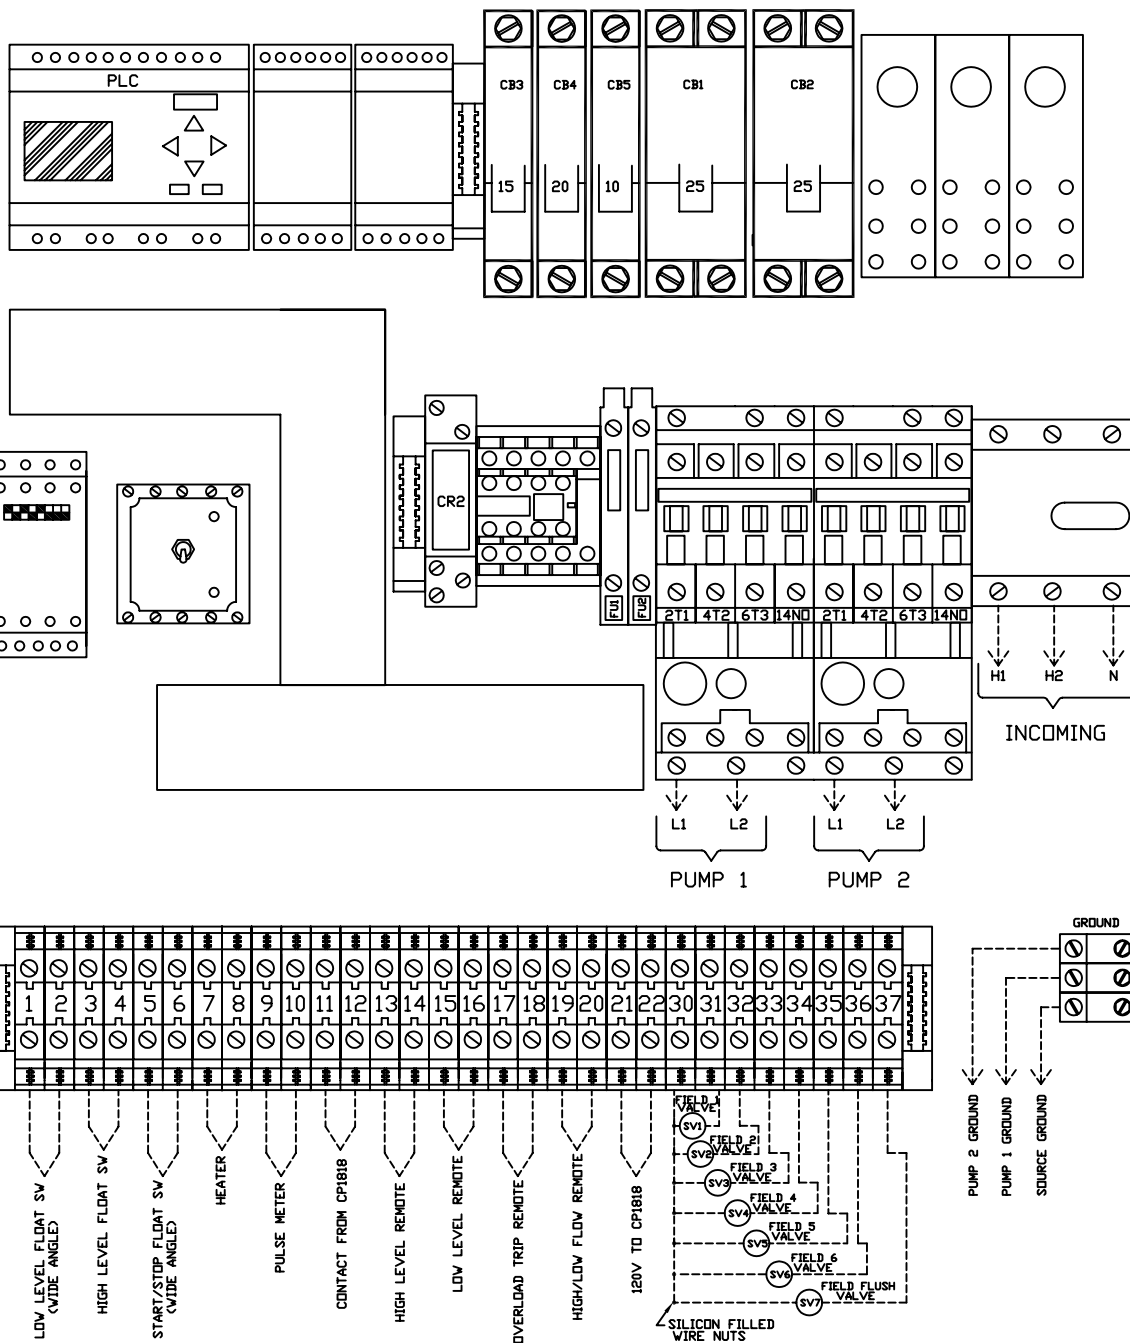 PLC
CB3
CB4
CB5
CB1
CB2
15
20
10
25
25
CR2
FU1
FU2
2T1 4T2 6T3 14NO
2T1 4T2 6T3 14NO
H1 H2 N
INCOMING
L1 L2
L1 L2
PUMP 1
PUMP 2
GROUND
1 2 3 4 5 6 7 8 9 10 11 12 13 14 15 16 17 18 19 20 21 22 30 31 32 33 34 35 36 37
LOW LEVEL FLOAT SW
(WIDE ANGLE)
HIGH LEVEL FLOAT SW
START/STOP FLOAT SW
(WIDE ANGLE)
HEATER
PULSE METER
CONTACT FROM CP1818
HIGH LEVEL REMOTE
LOW LEVEL REMOTE
OVERLOAD TRIP REMOTE
HIGH/LOW FLOW REMOTE
120V TO CP1818
FIELD 1
VALVE
SV1
FIELD 2
VALVE
SV2
FIELD 3
VALVE
SV3
FIELD 4
VALVE
SV4
FIELD 5
VALVE
SV5
FIELD 6
VALVE
SV6
FIELD FLUSH
VALVE
SV7
SILICON FILLED
WIRE NUTS
PUMP 2 GROUND
PUMP 1 GROUND
SOURCE GROUND